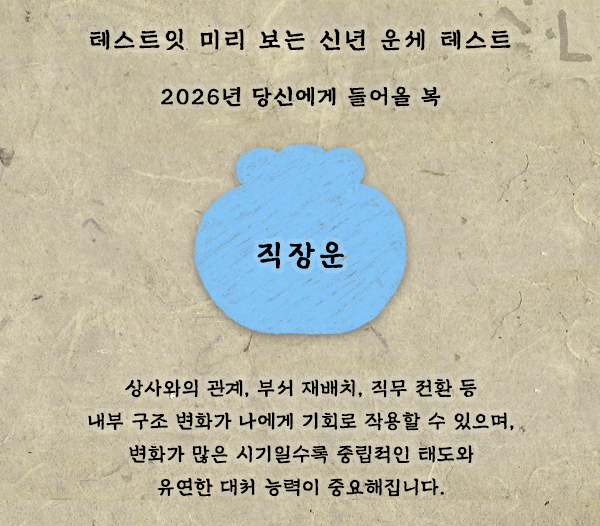 테스트잇 미리 보는 신년 운세 테스트
2026년 당신에게 들어올 복
직장운
상사와의 관계, 부서 재배치, 직무 전환 등
내부 구조 변화가 나에게 기회로 작용할 수 있으며,
변화가 많은 시기일수록 중립적인 태도와
유연한 대처 능력이 중요해집니다.